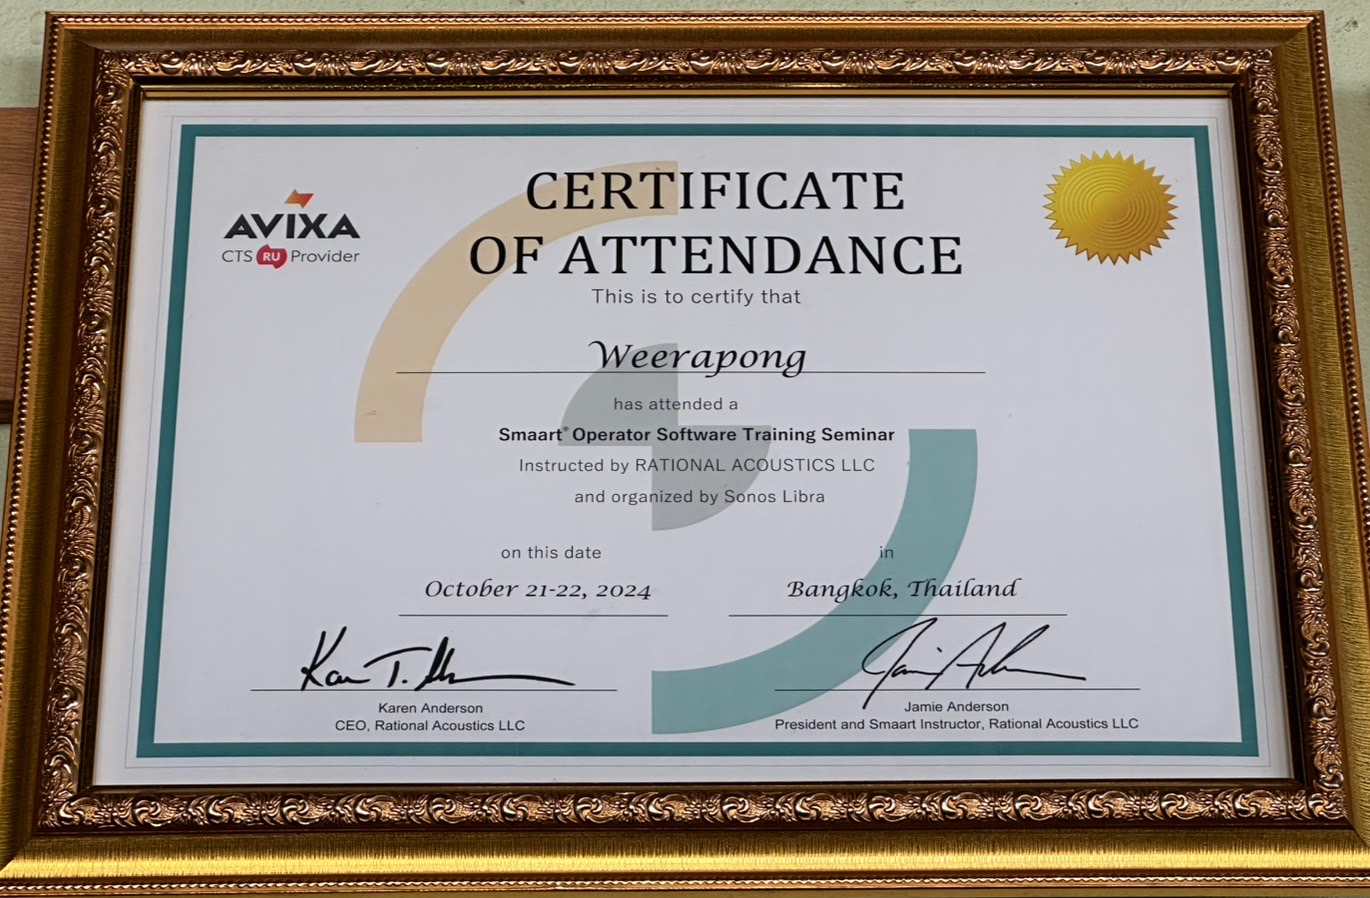 AVIXA
CTS RU Provider
CERTIFICATE
OF ATTENDANCE
This is to certify that
Weerapong
has attended a
Smaart® Operator Software Training Seminar
Instructed by RATIONAL ACOUSTICS LLC
and organized by Sonos Libra
on this date
in
October 21-22, 2024
Bangkok, Thailand
Karen Anderson
CEO, Rational Acoustics LLC
Jamie Anderson
President and Smaart Instructor, Rational Acoustics LLC